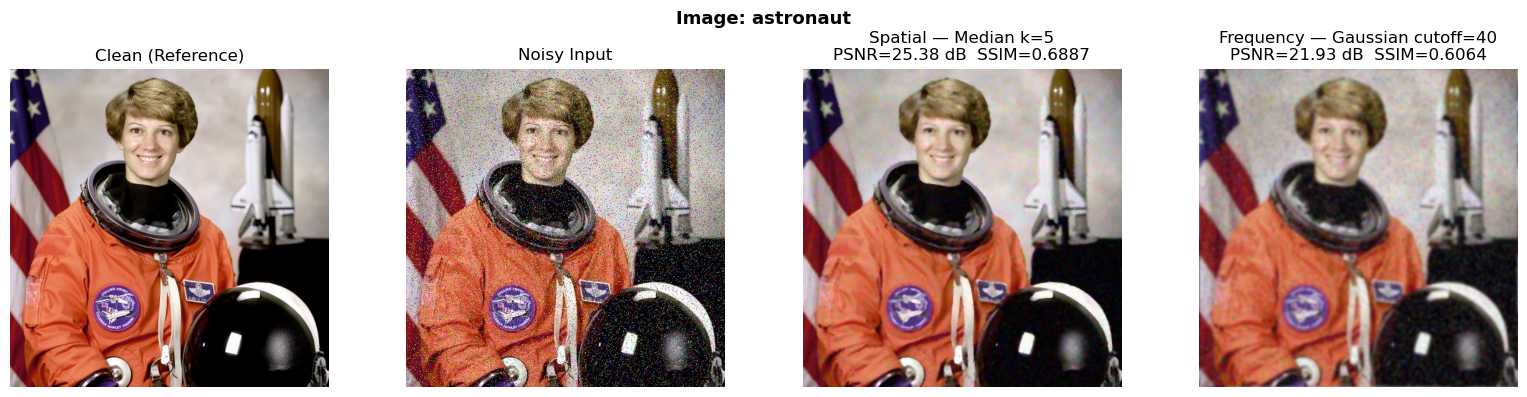 Image: astronaut
Clean (Reference)
Noisy Input
Spatial — Median k=5
PSNR=25.38 dB  SSIM=0.6887
Frequency — Gaussian cutoff=40
PSNR=21.93 dB  SSIM=0.6064